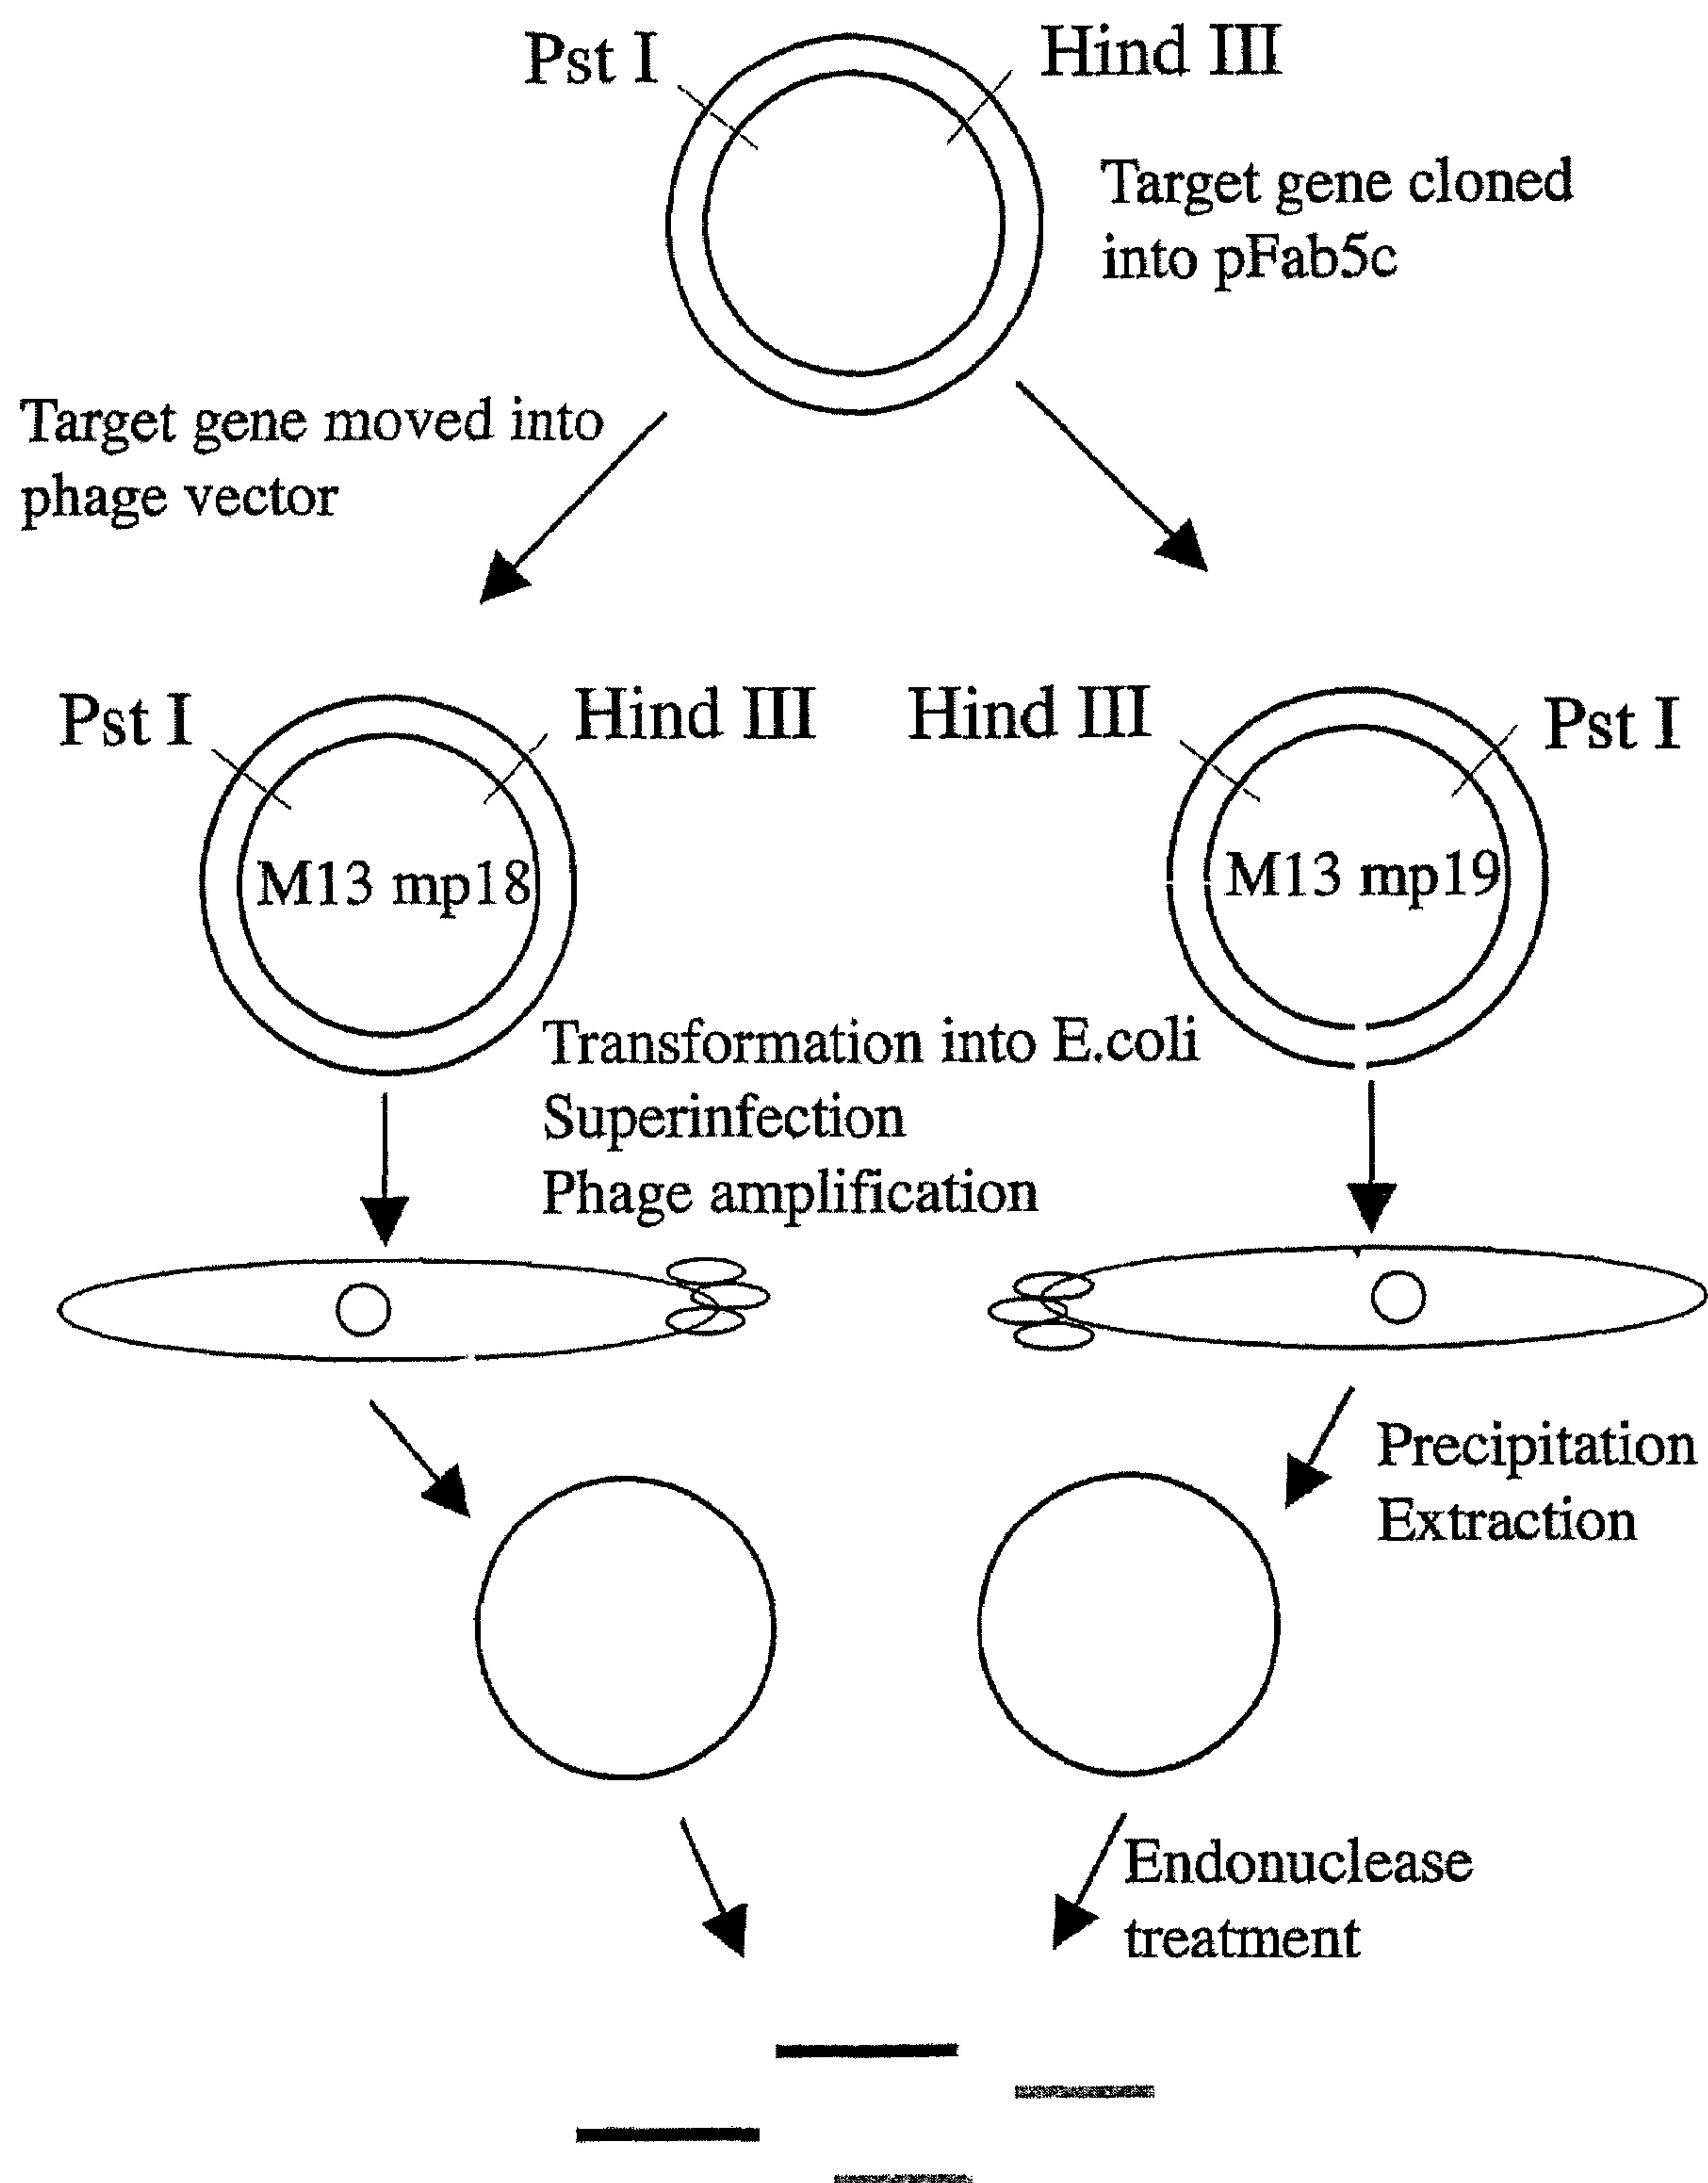 Pst I
Hind III
Target gene cloned
into pFab5c
Target gene moved into
phage vector
Pst I
Hind III
Hind III
Pst I
M13 mp18
M13 mp19
Transformation into E.coli
Superinfection
Phage amplification
Precipitation
Extraction
Endonuclease
treatment